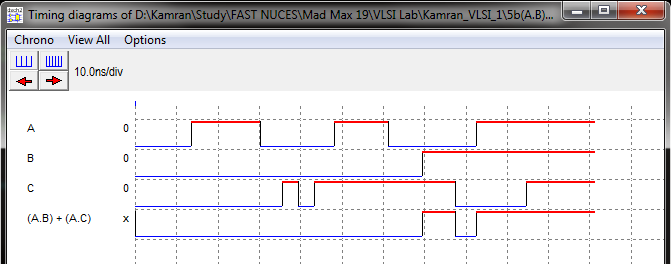 Timing diagrams of D:\Kamran\Study\FAST NUCES\Mad Max 19\VLSI Lab\Kamran_VLSI_1\5b(A.B)...
Chrono View All Options
10.0ns/div
A 0
B 0
C 0
(A.B) + (A.C) x